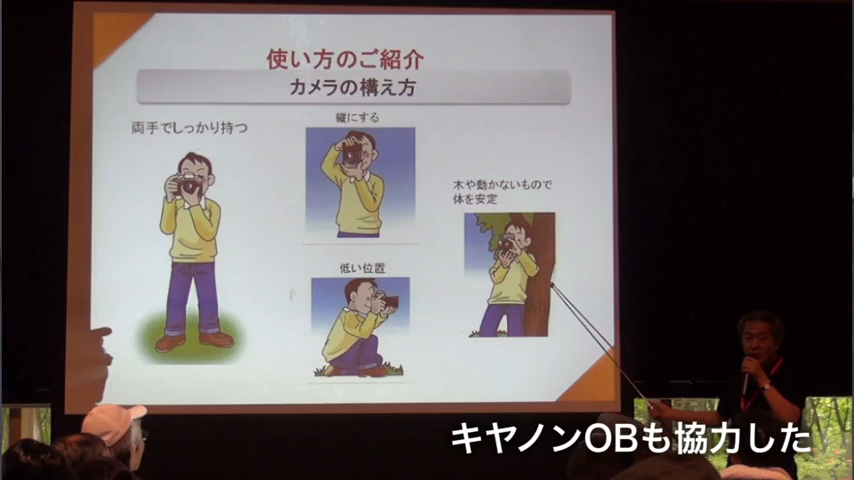 使い方のご紹介
カメラの構え方
両手でしっかり持つ
縦にする
木や動かないもので
体を安定
低い位置
キヤノンOBも協力した